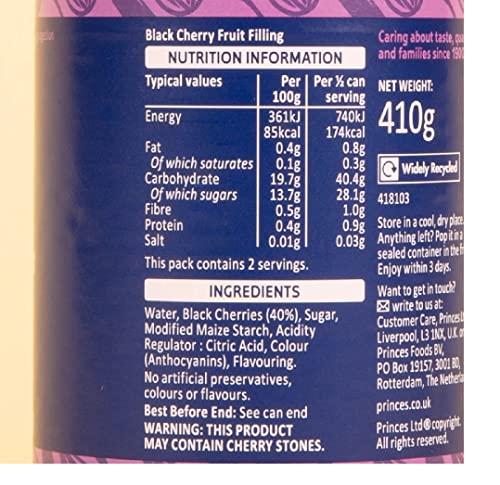 Black Cherry Fruit Filling
NUTRITION INFORMATION
Typical values Per 100g Per ½ can serving
Energy 361kJ 740kJ
85kcal 174kcal
Fat 0.4g 0.8g
Of which saturates 0.1g 0.3g
Carbohydrate 19.7g 40.4g
Of which sugars 13.7g 28.1g
Fibre 0.5g 1.0g
Protein 0.4g 0.9g
Salt 0.01g 0.03g
This pack contains 2 servings.
INGREDIENTS
Water, Black Cherries (40%), Sugar,
Modified Maize Starch, Acidity
Regulator : Citric Acid, Colour
(Anthocyanins), Flavouring.
No artificial preservatives,
colours or flavours.
Best Before End: See can end
WARNING: THIS PRODUCT
MAY CONTAIN CHERRY STONES.
Caring about taste,
and families since
NET WEIGHT:
410g
Widely Recycled
418103
Store in a cool, dry place.
Anything left? Pop it in a
sealed container in the
Enjoy within 3 days.
Want to get in touch?
write to us at:
Customer Care, Princes
Liverpool, L3 1NX, U.K.
Princes Foods BV,
PO Box 19157, 3001 BD,
Rotterdam, The
princes.co.uk
Princes Ltd® copyright.
All rights reserved.